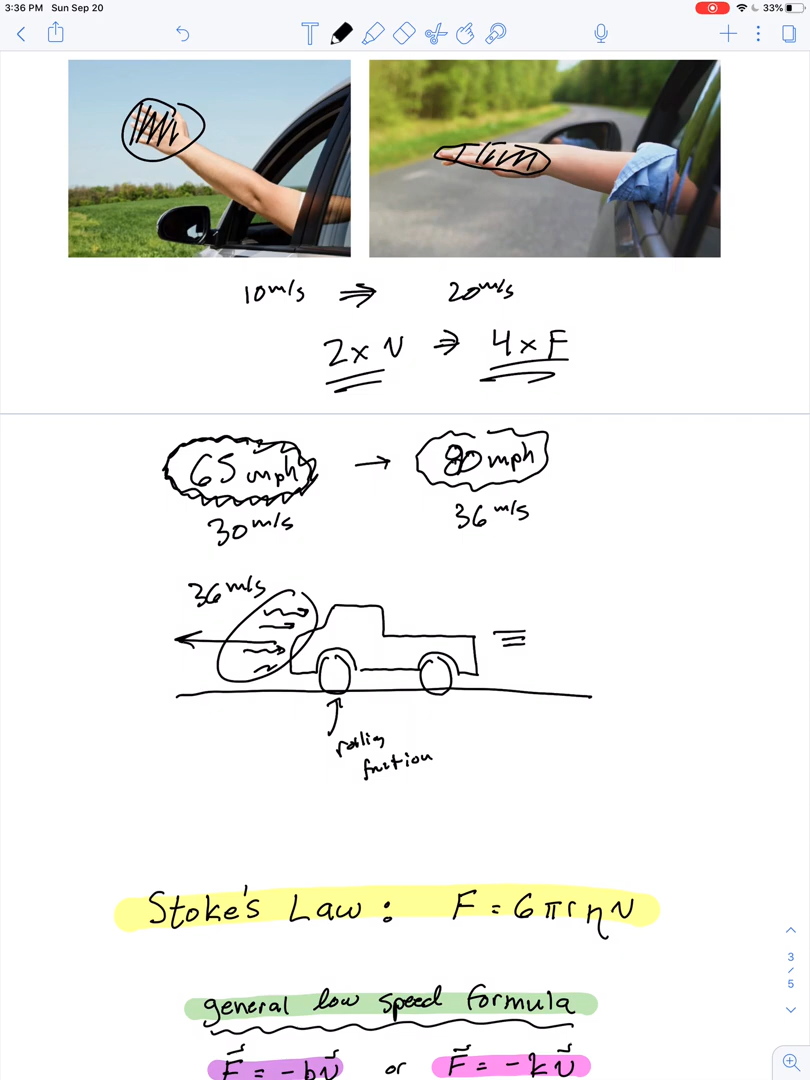 3:36 PM Sun Sep 20
33%
T
10 m/s ⇒ 20 m/s
2x v ⇒ 4 x F
65 mph → 80 mph
30 m/s
36 m/s
36 m/s
rolling
friction
Stoke's Law: F = 6πrηv
3
/
5
general low speed formula
F⃗ = -bv⃗ or F⃗ = -kv⃗